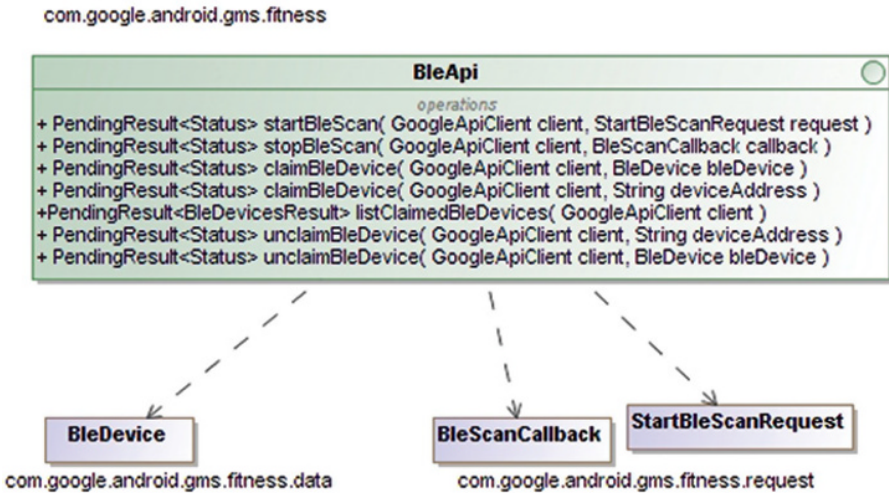 com.google.android.gms.fitness
BleApi
operations
+ PendingResult<Status> startBleScan( GoogleApiClient client, StartBleScanRequest request )
+ PendingResult<Status> stopBleScan( GoogleApiClient client, BleScanCallback callback )
+ PendingResult<Status> claimBleDevice( GoogleApiClient client, BleDevice bleDevice )
+ PendingResult<Status> claimBleDevice( GoogleApiClient client, String deviceAddress )
+PendingResult<BleDevicesResult> listClaimedBleDevices( GoogleApiClient client )
+ PendingResult<Status> unclaimBleDevice( GoogleApiClient client, String deviceAddress )
+ PendingResult<Status> unclaimBleDevice( GoogleApiClient client, BleDevice bleDevice )
BleDevice
BleScanCallback
StartBleScanRequest
com.google.android.gms.fitness.data
com.google.android.gms.fitness.request